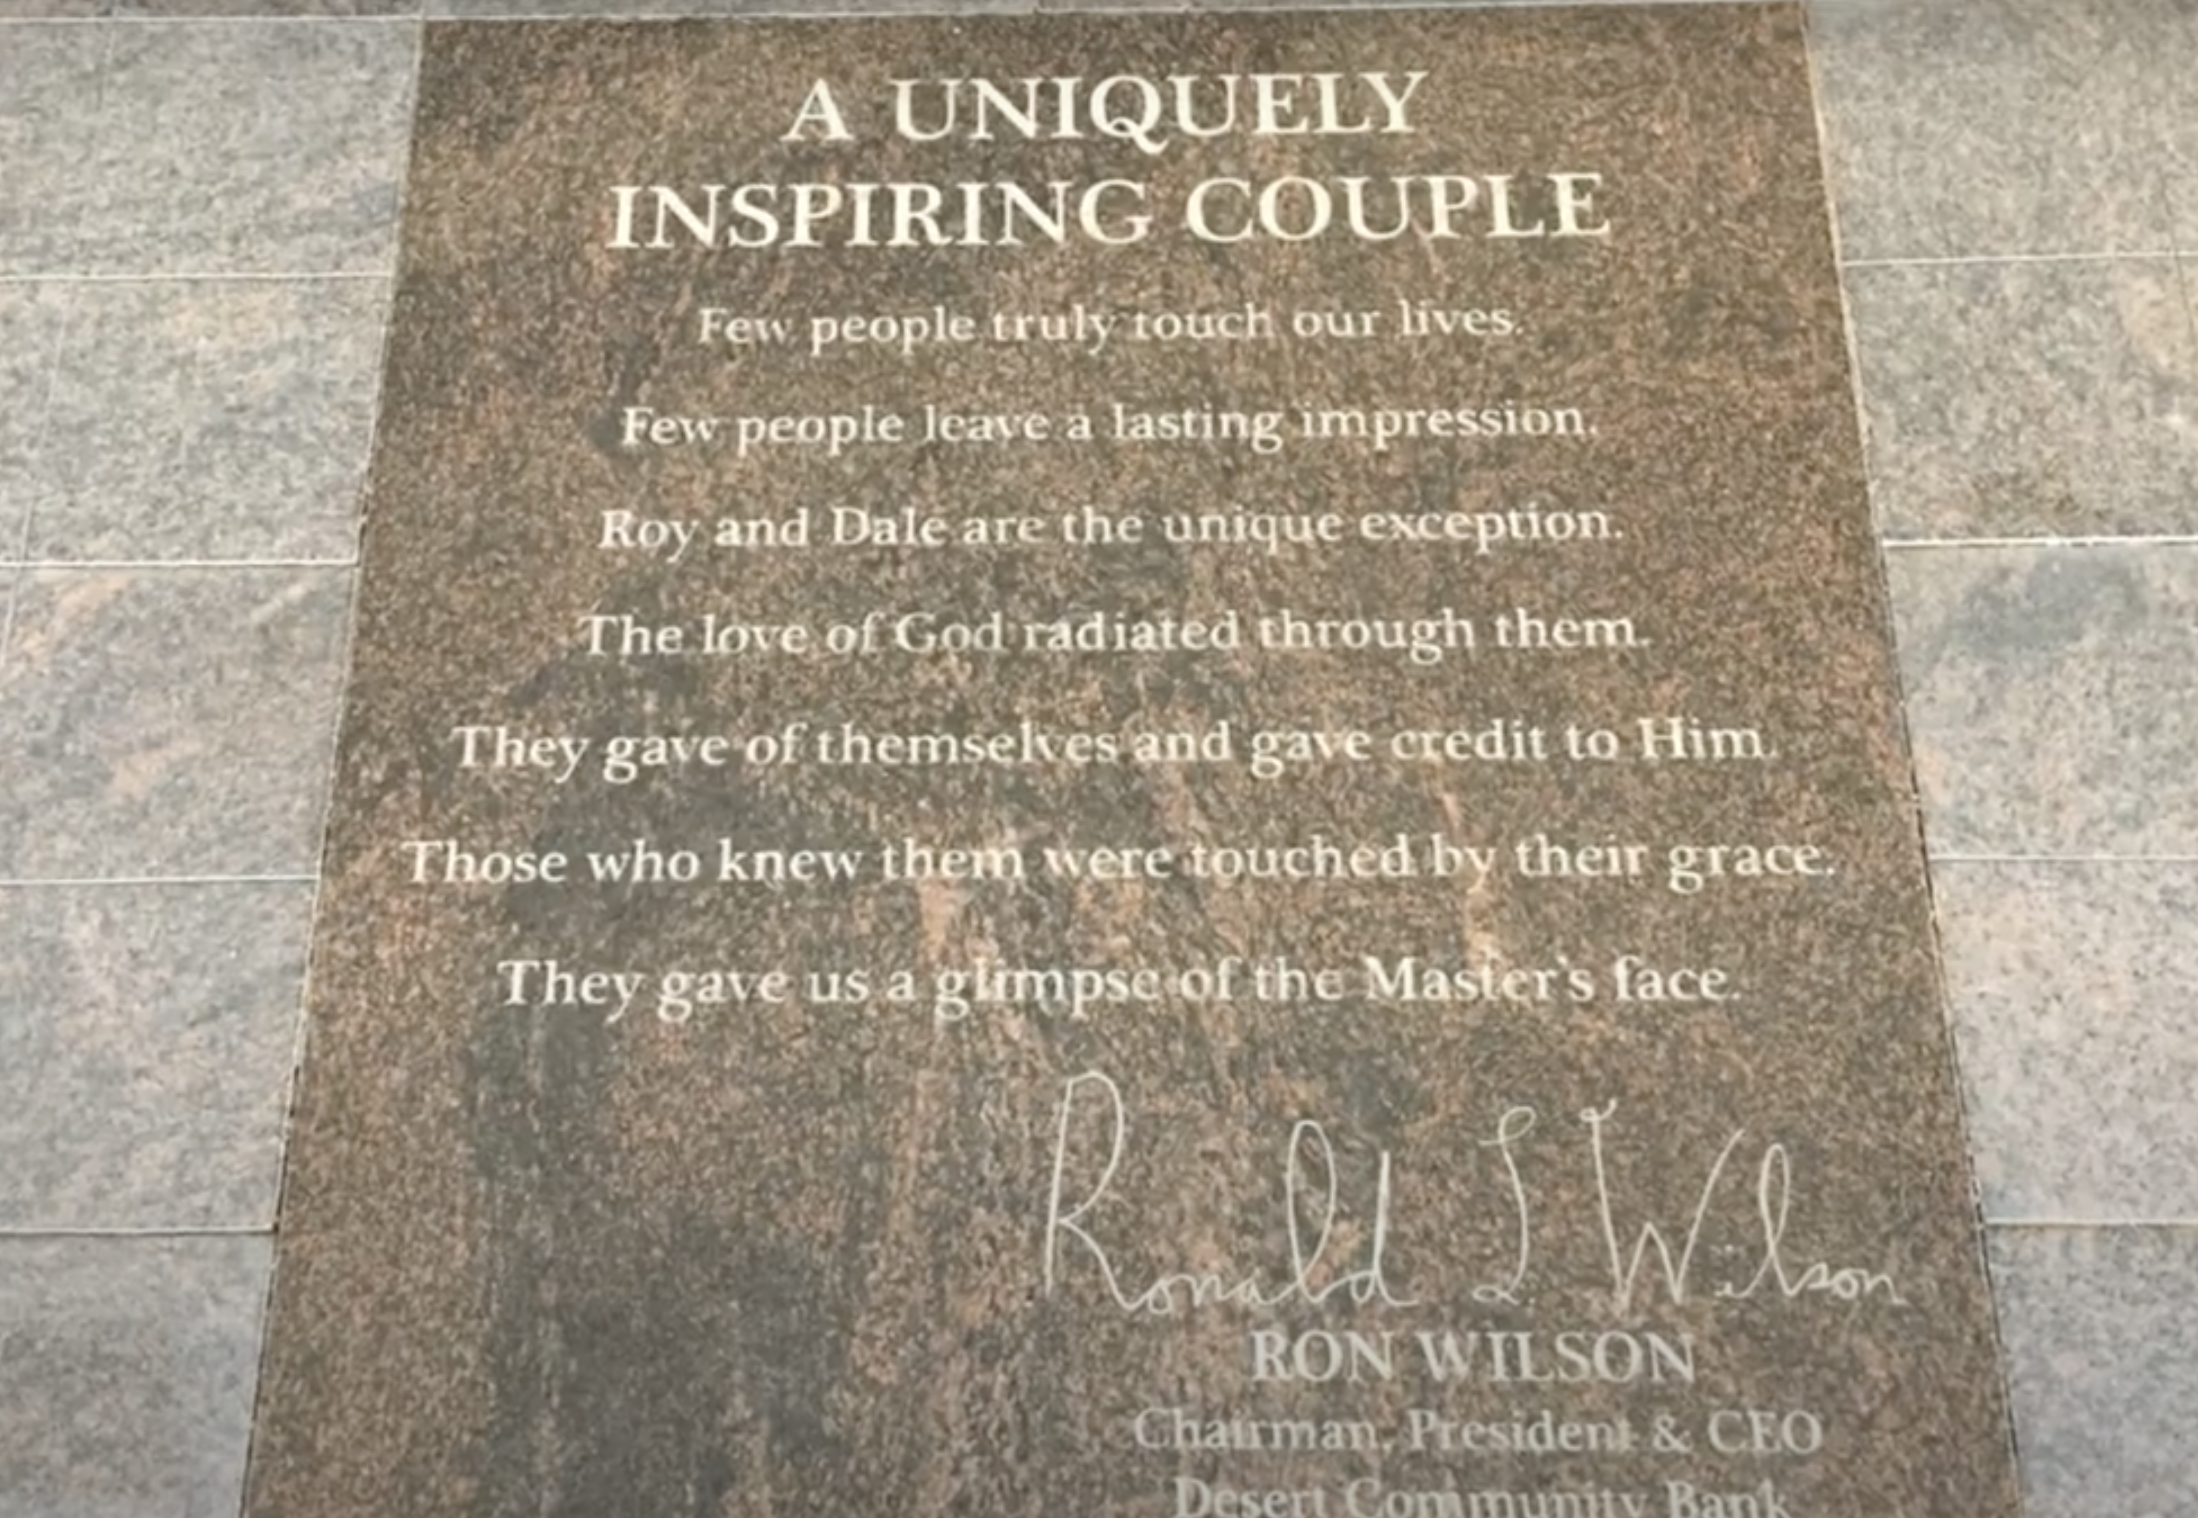 A UNIQUELY
INSPIRING COUPLE
Few people truly touch our lives.
Few people leave a lasting impression.
Roy and Dale are the unique exception.
The love of God radiated through them.
They gave of themselves and gave credit to Him.
Those who knew them were touched by their grace.
They gave us a glimpse of the Master's face.
Ronald L Wilson
RON WILSON
Chairman, President & CEO
Desert Community Bank